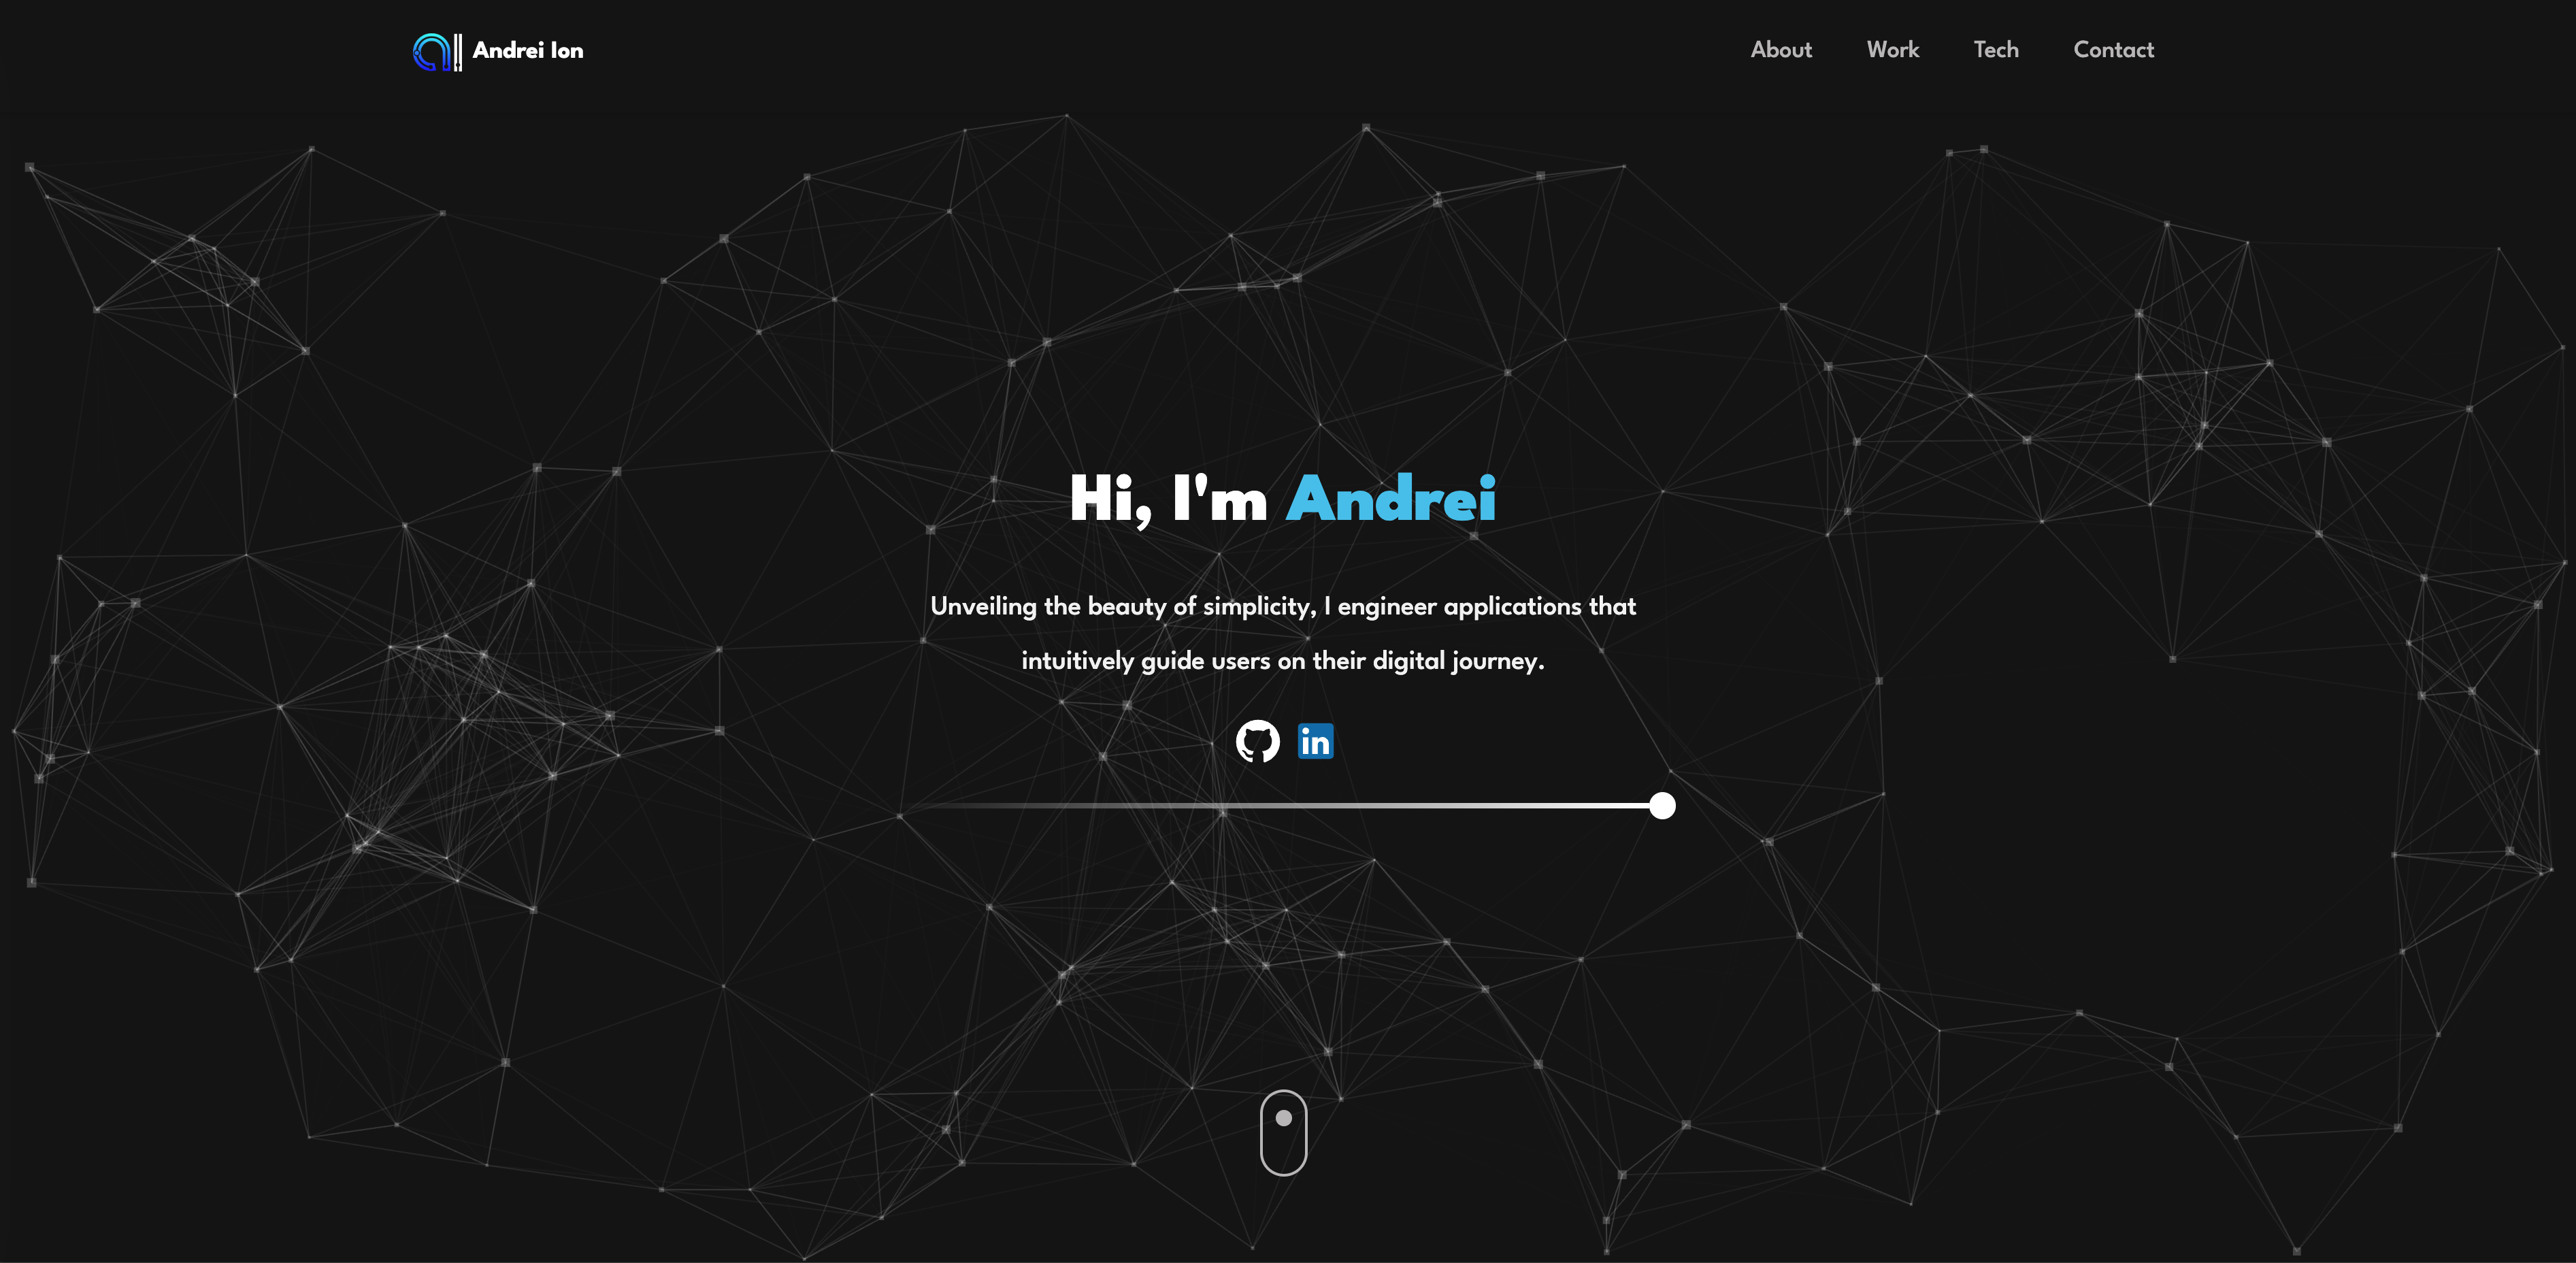 Andrei Ion
About Work Tech Contact
Hi, I'm Andrei
Unveiling the beauty of simplicity, I engineer applications that
intuitively guide users on their digital journey.
in